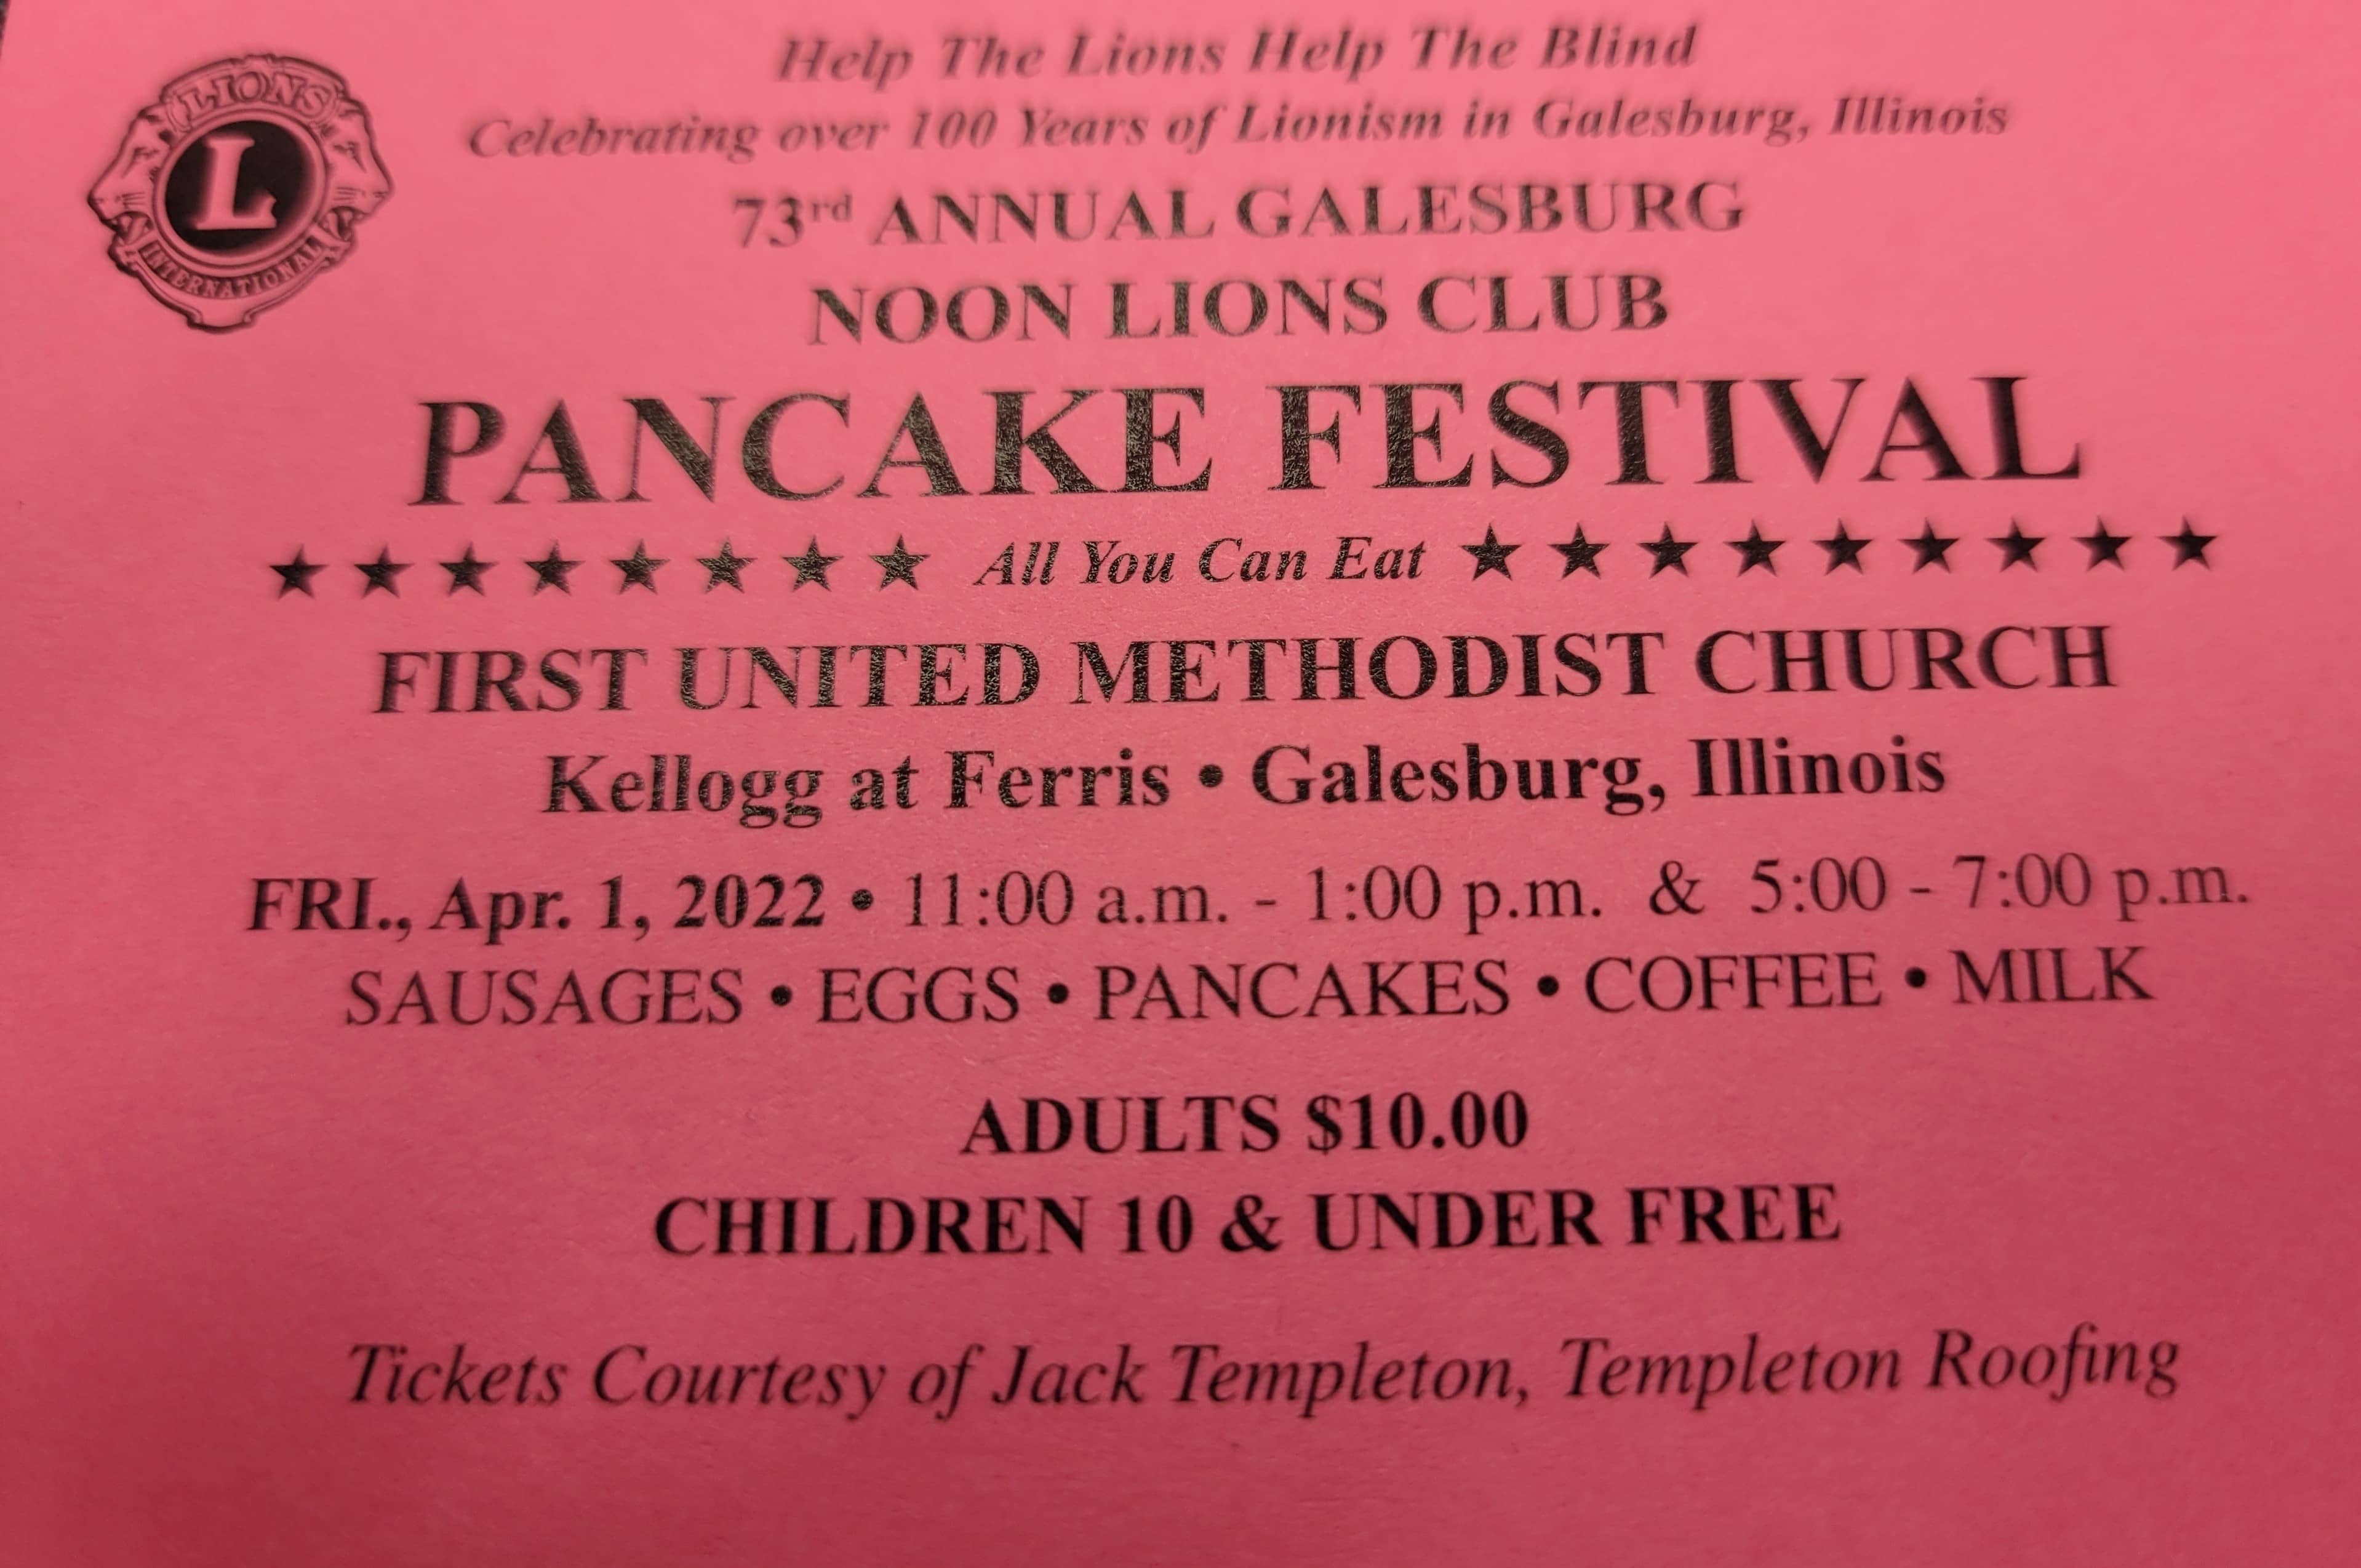 LIONS
L
INTERNATIONAL
Help The Lions Help The Blind
Celebrating over 100 Years of Lionism in Galesburg, Illinois
73rd ANNUAL GALESBURG
NOON LIONS CLUB
PANCAKE FESTIVAL
★★★★★★★★ All You Can Eat ★★★★★★★★★
FIRST UNITED METHODIST CHURCH
Kellogg at Ferris • Galesburg, Illinois
FRI., Apr. 1, 2022 • 11:00 a.m. - 1:00 p.m. & 5:00 - 7:00 p.m.
SAUSAGES • EGGS • PANCAKES • COFFEE • MILK
ADULTS $10.00
CHILDREN 10 & UNDER FREE
Tickets Courtesy of Jack Templeton, Templeton Roofing